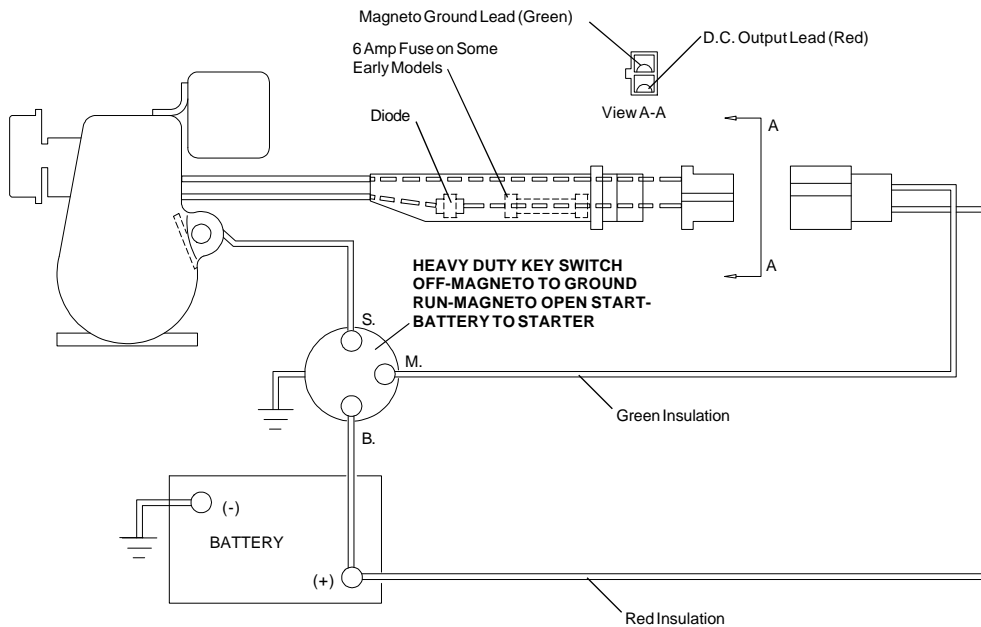 Magneto Ground Lead (Green)
D.C. Output Lead (Red)
6 Amp Fuse on Some
Early Models
View A-A
Diode
A
A
HEAVY DUTY KEY SWITCH
OFF-MAGNETO TO GROUND
RUN-MAGNETO OPEN START-
BATTERY TO STARTER
S.
M.
Green Insulation
B.
(-)
BATTERY
(+)
Red Insulation